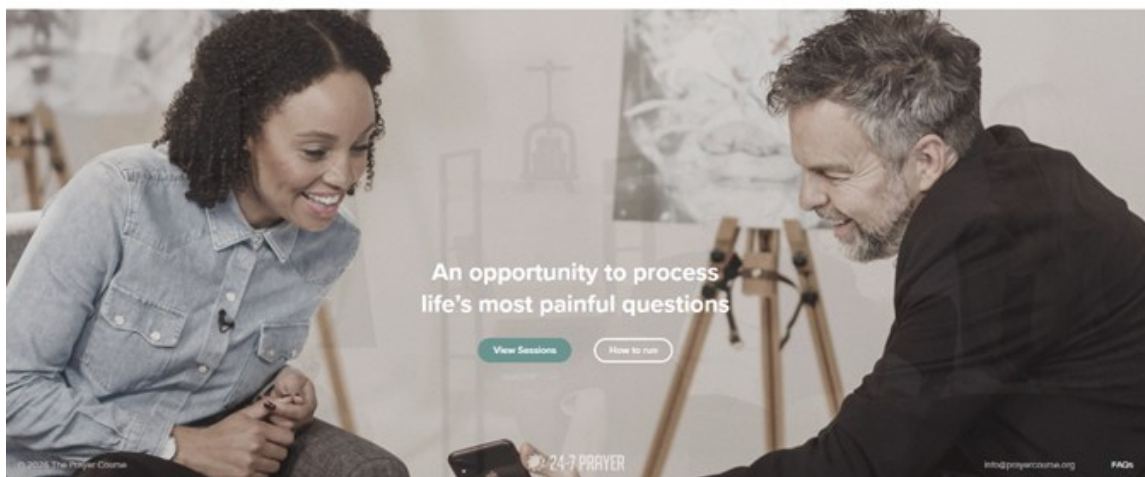 An opportunity to process
life's most painful questions
View Sessions
How to run
© 2026 The Prayer Course
24-7 PRAYER
info@prayercourse.org
FAQs